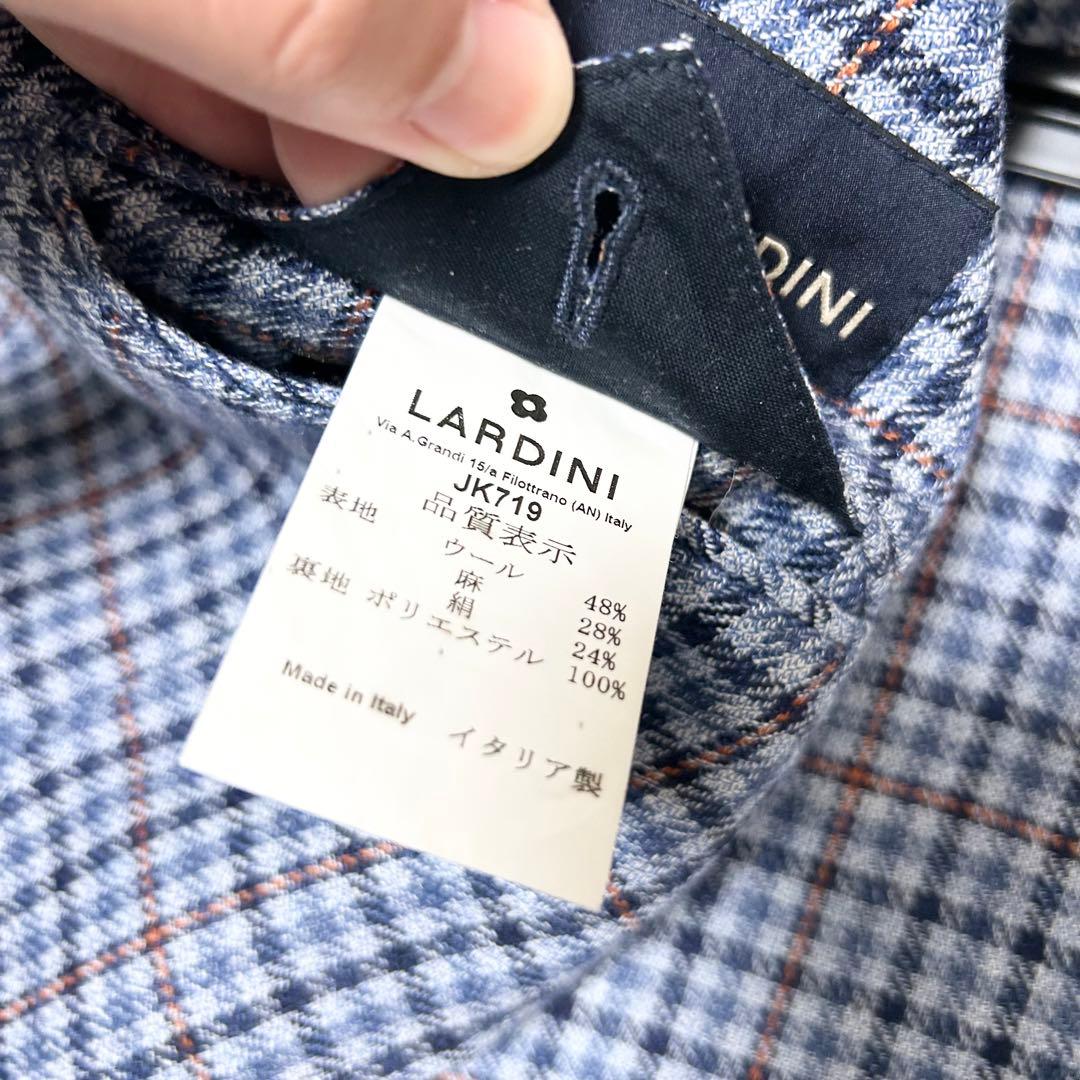 DINI
LARDINI
Via A.Grandi 15/a Filottrano (AN) Italy
JK719
品質表示
表地 ウール 48%
麻 28%
絹 24%
裏地 ポリエステル 100%
Made in Italy イタリア製